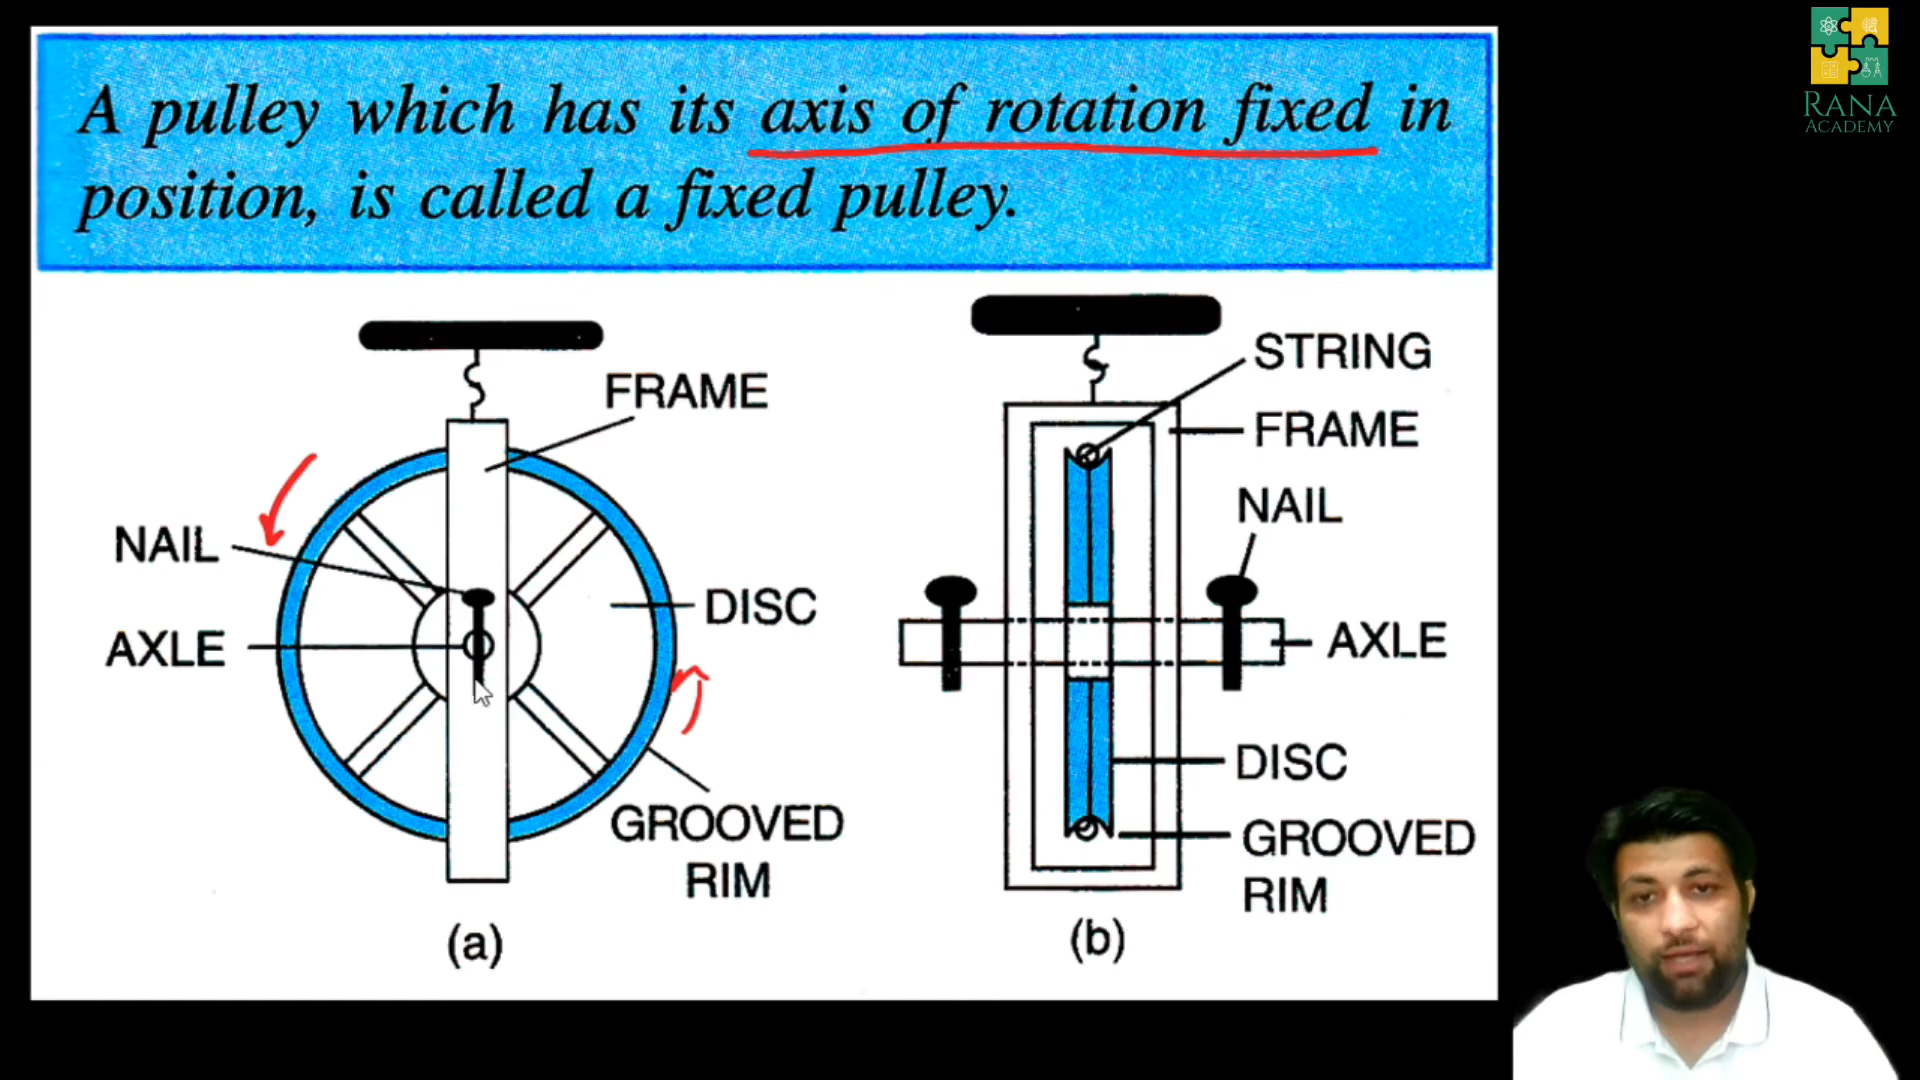 A pulley which has its axis of rotation fixed in
position, is called a fixed pulley.
FRAME
NAIL
AXLE
DISC
GROOVED
RIM
(a)
STRING
FRAME
NAIL
AXLE
DISC
GROOVED
RIM
(b)
RANA
ACADEMY